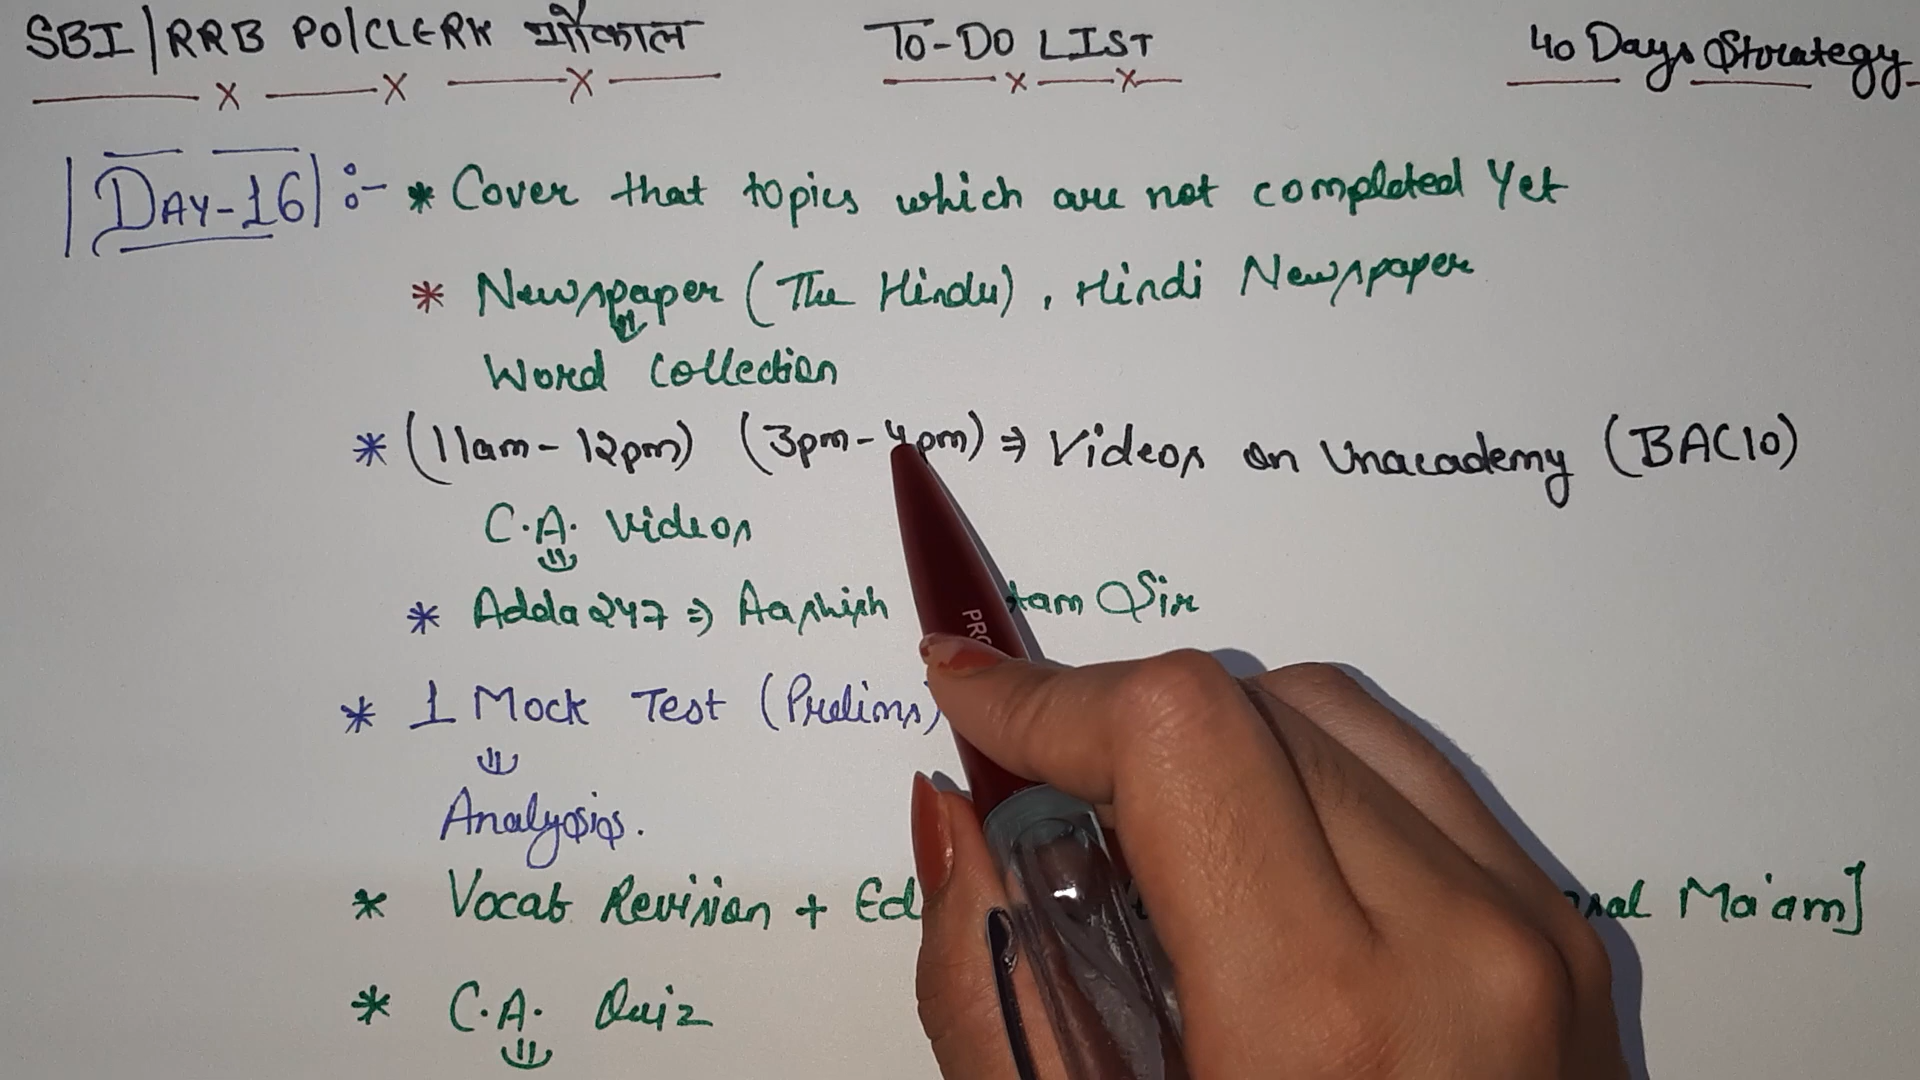 SBI/RRB PO/CLERK भौकाल
TO-DO LIST
40 Days Strategy
DAY-16 :- * Cover that topics which are not completed Yet
* Newspaper (The Hindu), Hindi Newspaper
Word Collection
* (11am-12pm) (3pm-4pm) ⇒ Videos on Unacademy (BAC10)
C.A. Videos
* Adda247 ⇒ Aashish Sir
* 1 Mock Test (Prelims)
Analysis.
* Vocab Revision + Ma'am]
* C.A. Quiz